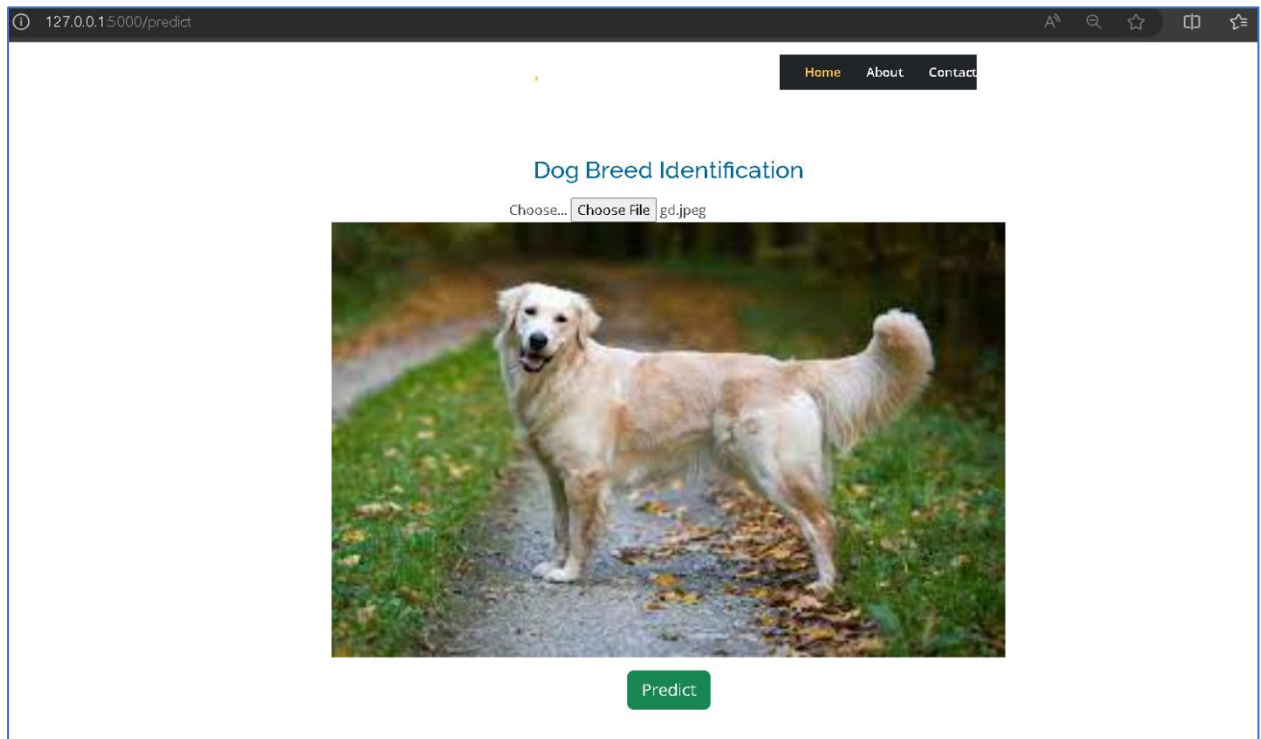 127.0.0.1:5000/predict
Home About Contact
Dog Breed Identification
Choose... Choose File gd.jpeg
Predict